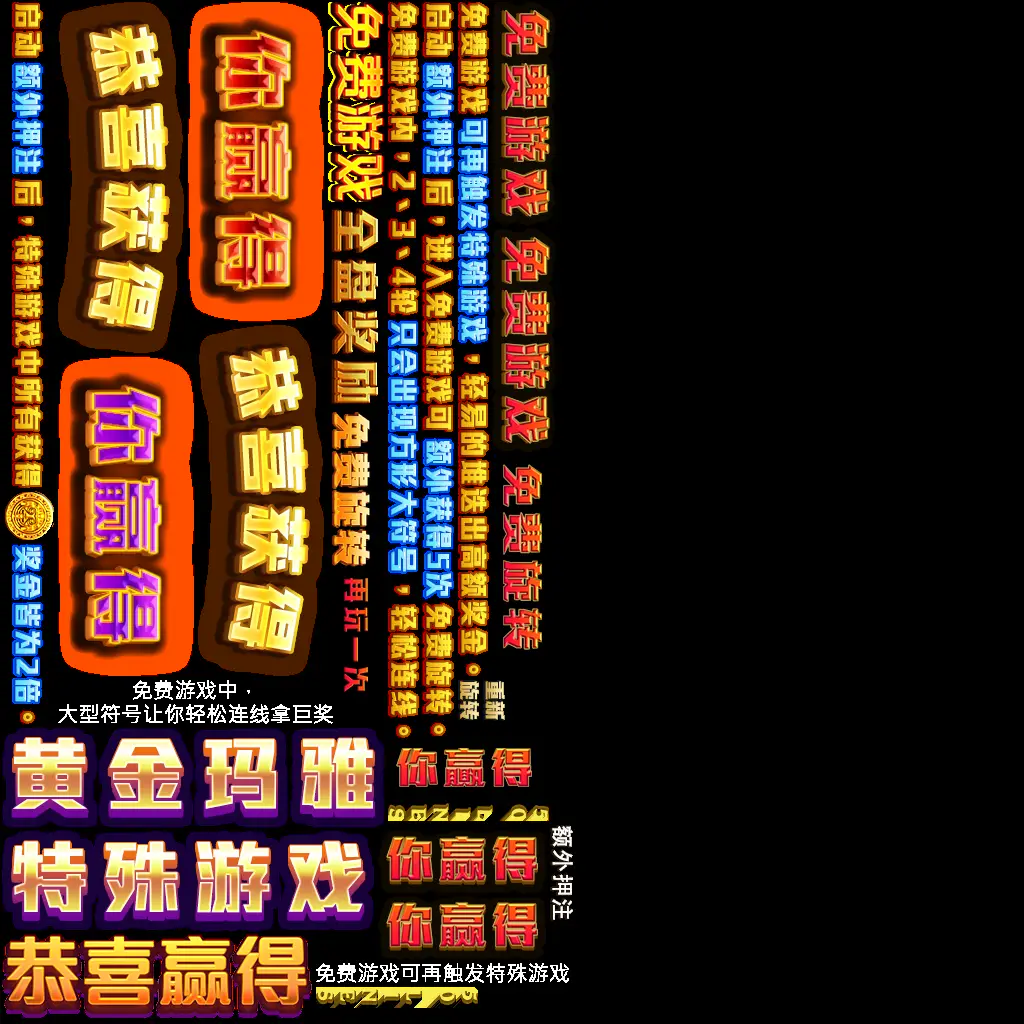 启动 额外押注 后，特殊游戏中所有获得 奖金皆为2倍。
恭喜获得
你赢得
你赢得
恭喜获得
免费游戏
全盘奖励
免费旋转
再玩一次
免费游戏内，2、3、4轮只会出现方形大符号，轻松连线。
启动 额外押注 后，进入免费游戏可 额外获得5次 免费旋转。
免费游戏 可再触发特殊游戏，轻易的推送出高额奖金。
重新
旋转
免费游戏
免费游戏
免费旋转
免费游戏中，
大型符号让你轻松连线拿巨奖
黄金玛雅
特殊游戏
恭喜赢得
你赢得
你赢得
你赢得
额外押注
免费游戏可再触发特殊游戏